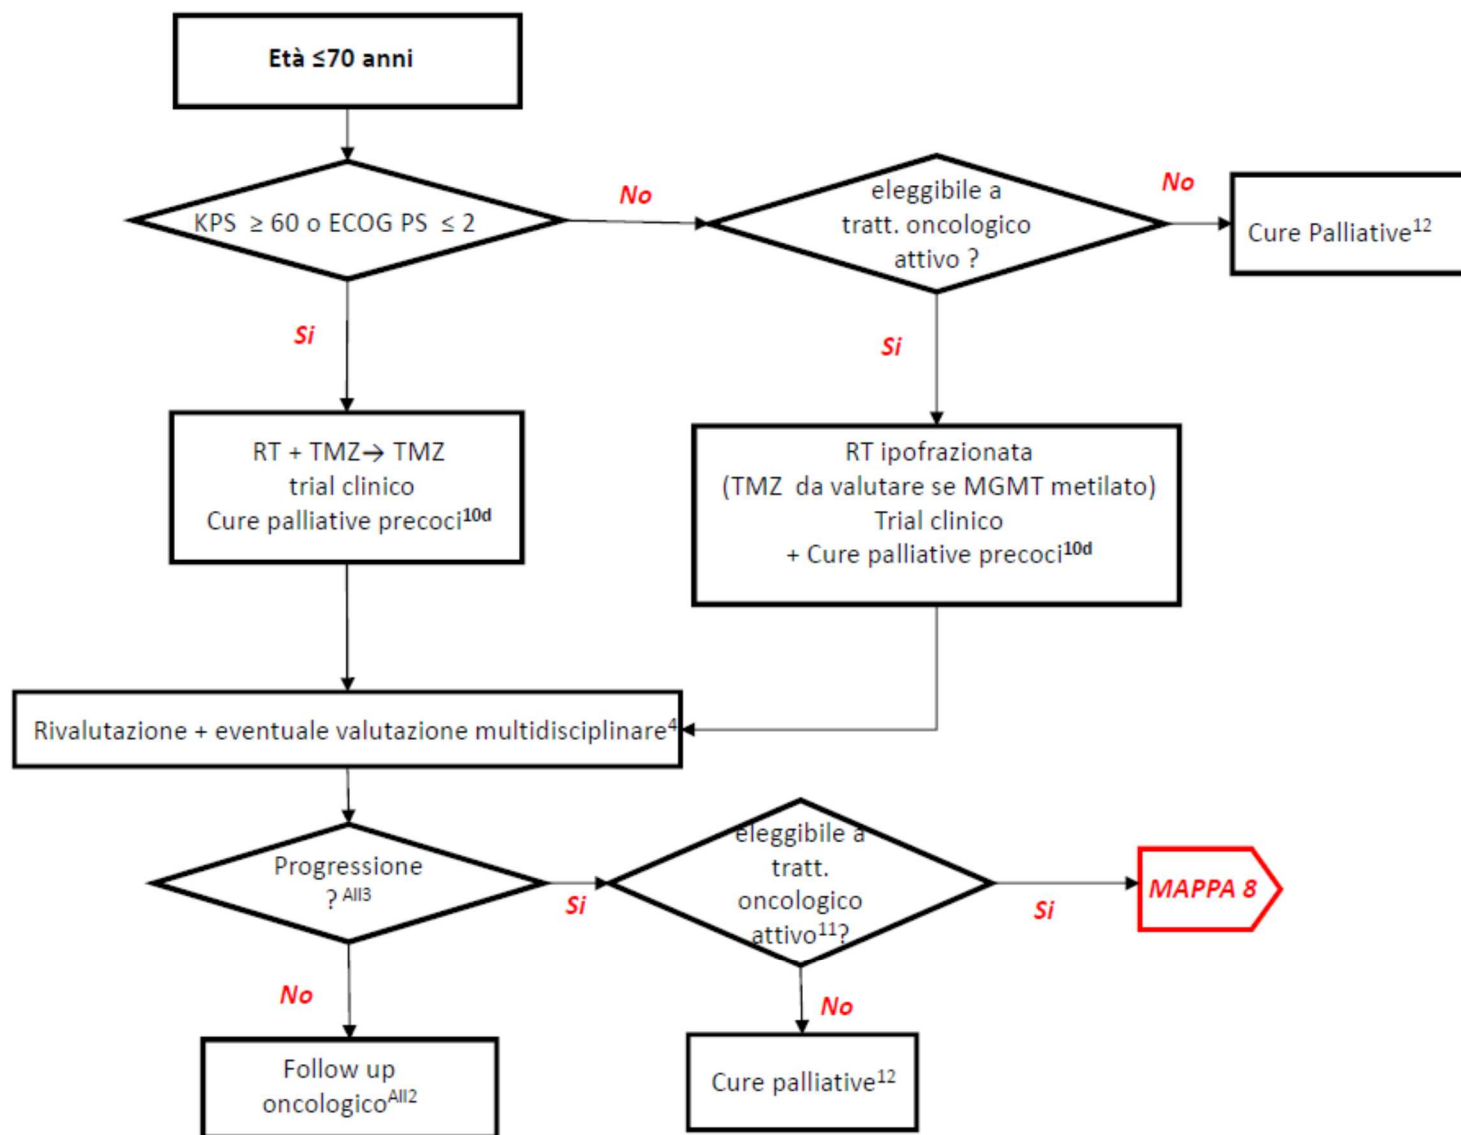 Età ≤70 anni
KPS ≥ 60 o ECOG PS ≤ 2
No
eleggibile a
tratt. oncologico
attivo ?
No
Cure Palliative12
Si
Si
RT + TMZ→ TMZ
trial clinico
Cure palliative precoci10d
RT ipofrazionata
(TMZ da valutare se MGMT metilato)
Trial clinico
+ Cure palliative precoci10d
Rivalutazione + eventuale valutazione multidisciplinare4
Progressione
? All3
Si
eleggibile a
tratt.
oncologico
attivo11?
Si
MAPPA 8
No
No
Follow up
oncologicoAll2
Cure palliative12